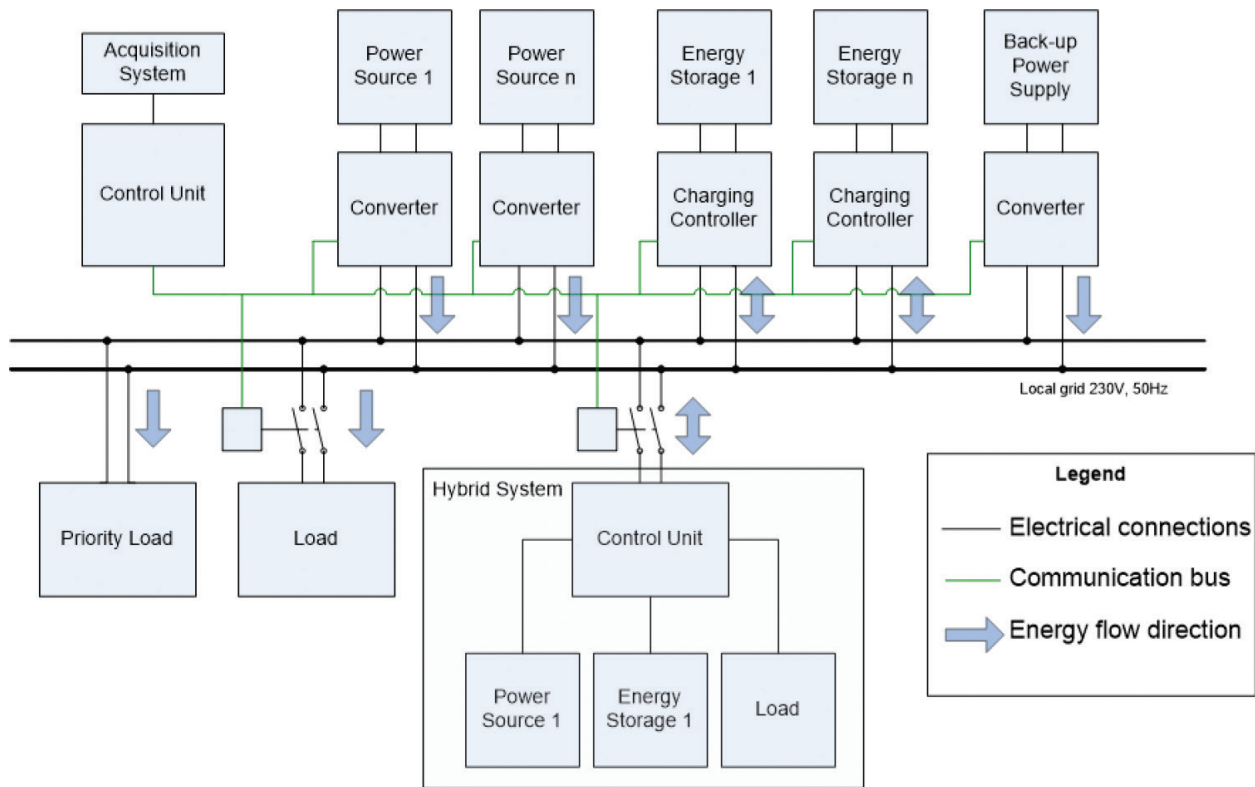 Acquisition
System
Control Unit
Power
Source 1
Power
Source n
Energy
Storage 1
Energy
Storage n
Back-up
Power
Supply
Converter
Converter
Charging
Controller
Charging
Controller
Converter
Local grid 230V, 50Hz
Priority Load
Load
Hybrid System
Control Unit
Power
Source 1
Energy
Storage 1
Load
Legend
Electrical connections
Communication bus
Energy flow direction